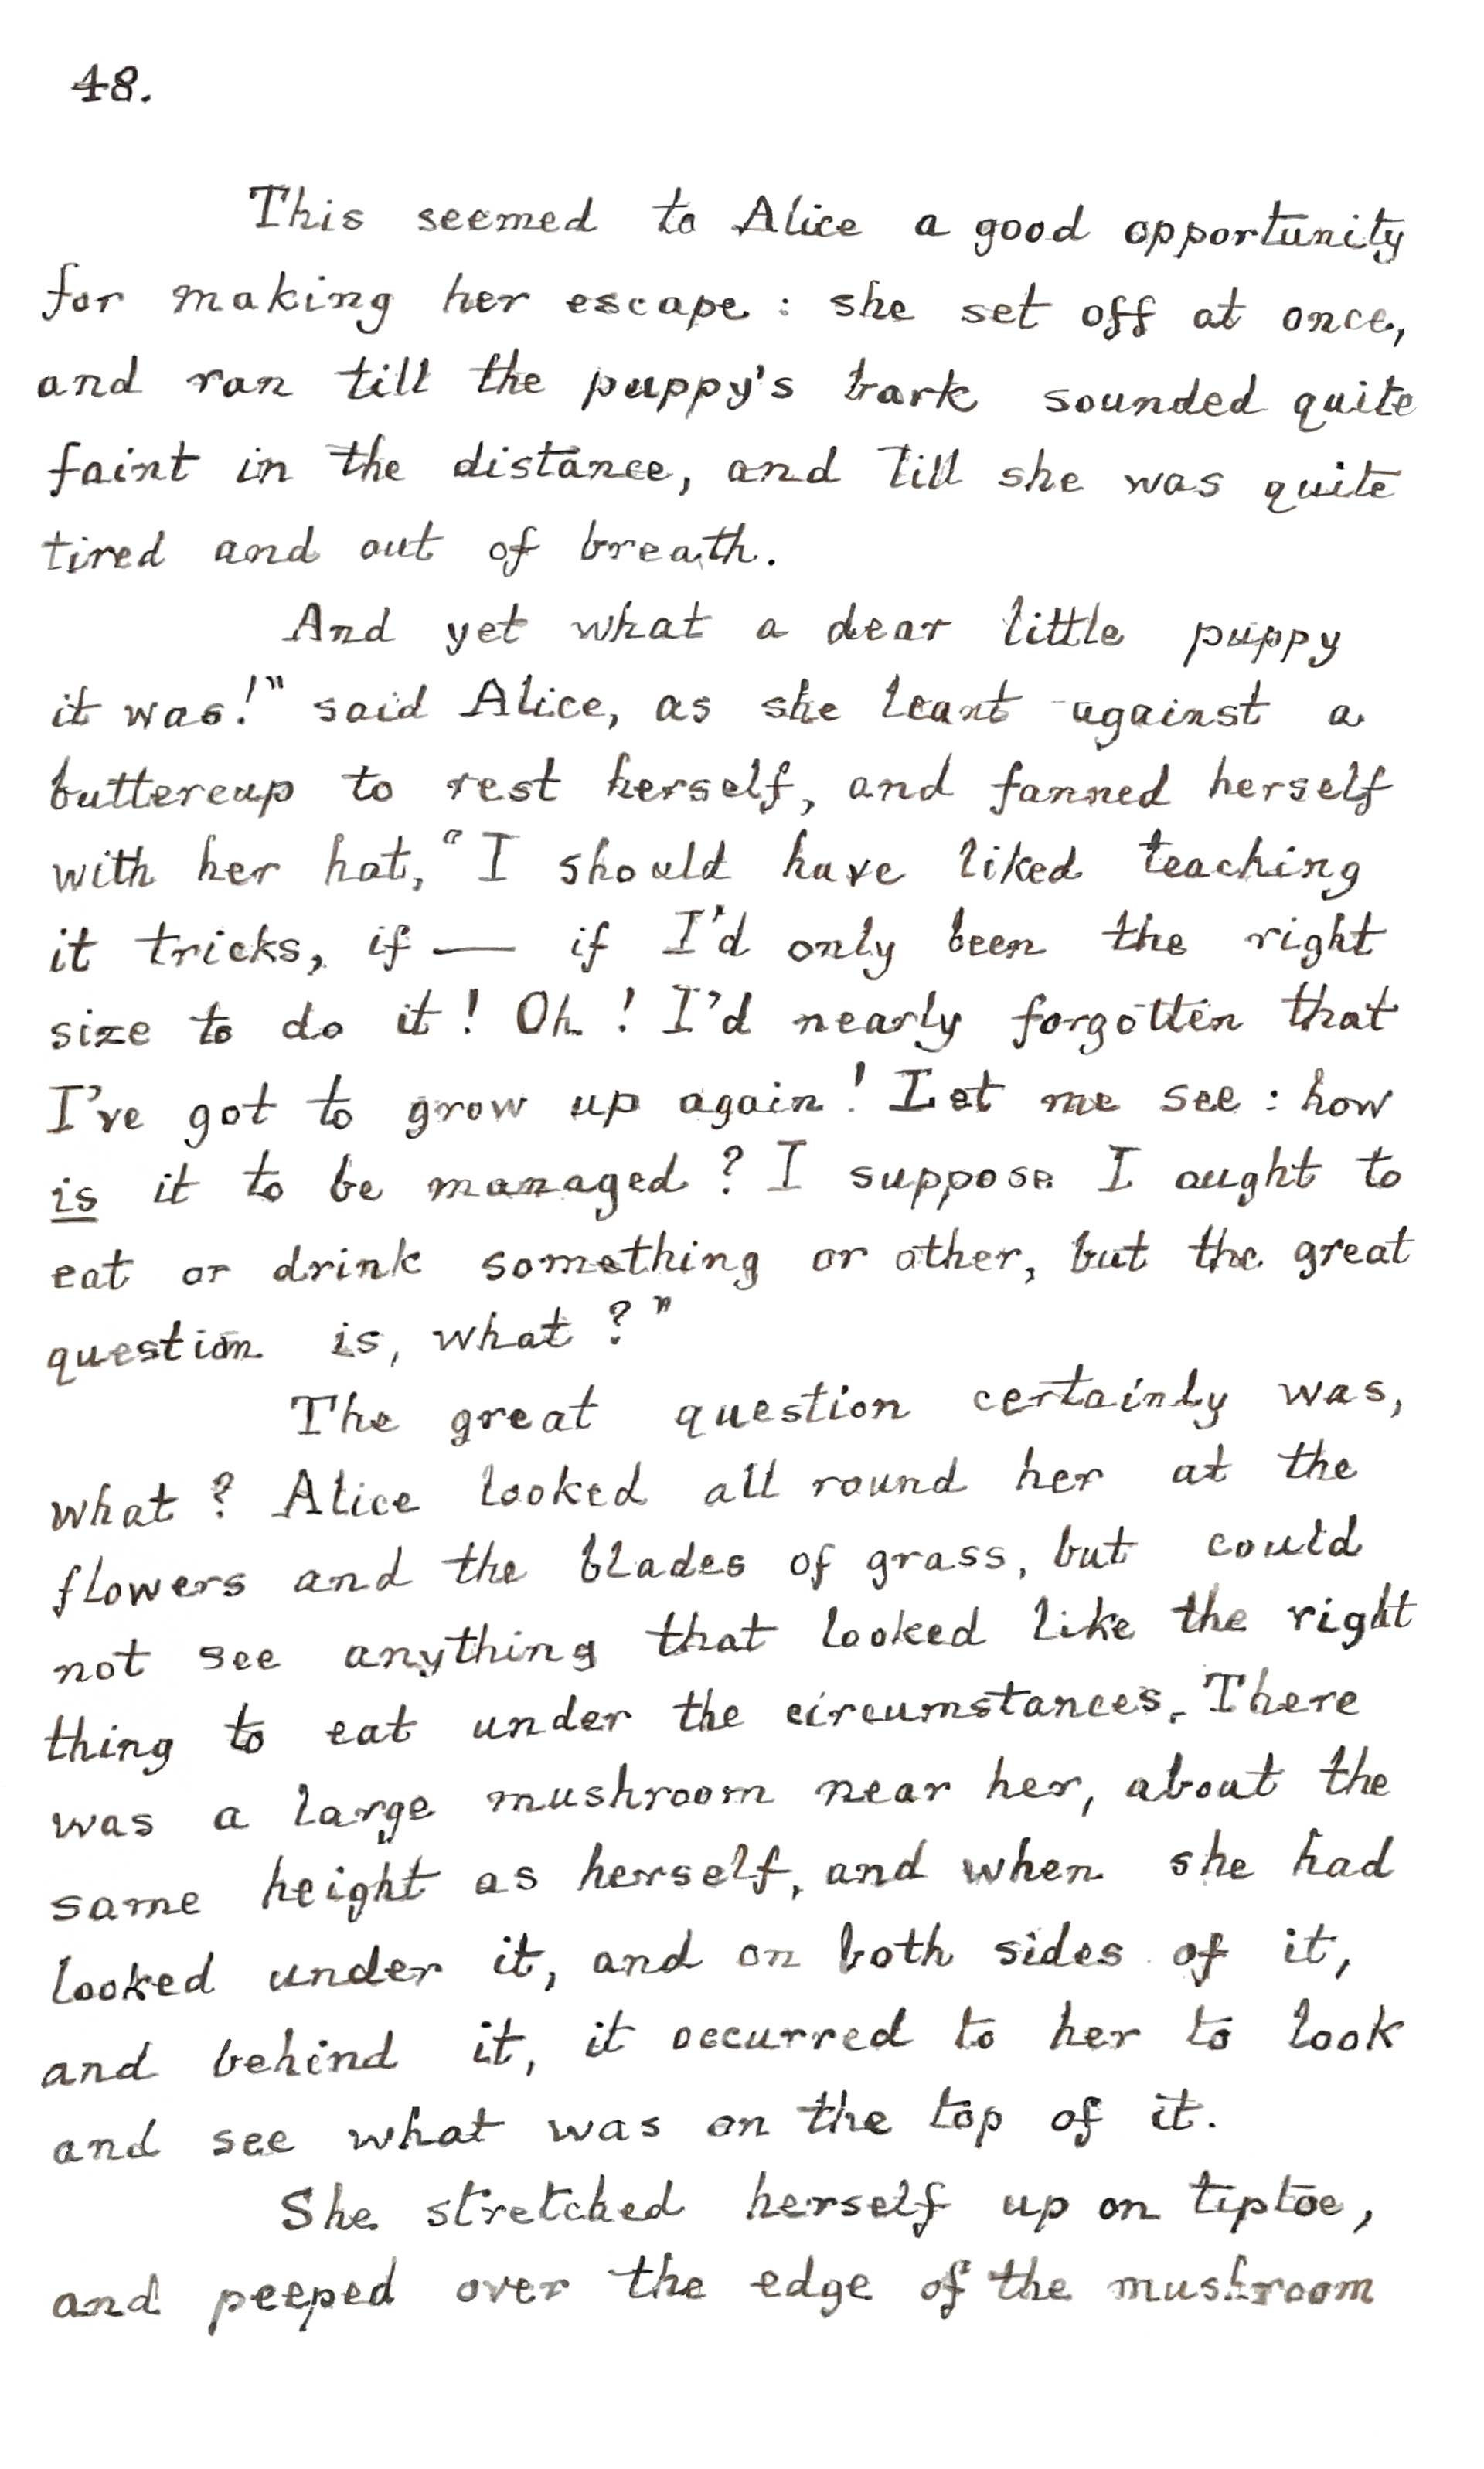 48.
This seemed to Alice a good opportunity
for making her escape : she set off at once,
and ran till the puppy's bark sounded quite
faint in the distance, and till she was quite
tired and out of breath.
And yet what a dear little puppy
it was!" said Alice, as she leant against a
buttercup to rest herself, and fanned herself
with her hat, "I should have liked teaching
it tricks, if — if I'd only been the right
size to do it! Oh! I'd nearly forgotten that
I've got to grow up again! Let me see : how
is it to be managed? I suppose I ought to
eat or drink something or other, but the great
question is, what?"
The great question certainly was,
what? Alice looked all round her at the
flowers and the blades of grass, but could
not see anything that looked like the right
thing to eat under the circumstances. There
was a large mushroom near her, about the
same height as herself, and when she had
looked under it, and on both sides of it,
and behind it, it occurred to her to look
and see what was on the top of it.
She stretched herself up on tiptoe,
and peeped over the edge of the mushroom